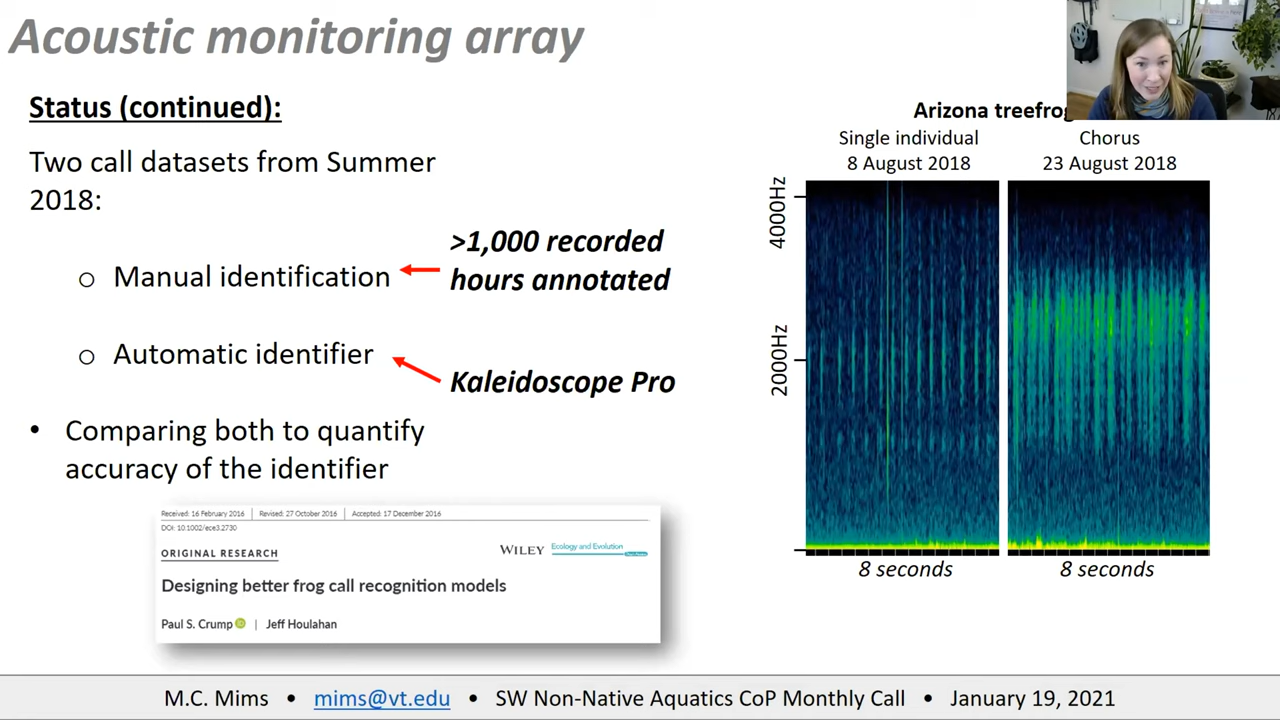 Acoustic monitoring array
Status (continued):
Two call datasets from Summer
2018:
>1,000 recorded
hours annotated
o Manual identification
o Automatic identifier
Kaleidoscope Pro
• Comparing both to quantify
accuracy of the identifier
Received: 16 February 2016 | Revised: 27 October 2016 | Accepted: 17 December 2016
DOI: 10.1002/ece3.2730
ORIGINAL RESEARCH
WILEY Ecology and Evolution
Designing better frog call recognition models
Paul S. Crump | Jeff Houlahan
Arizona treefrog
Single individual
8 August 2018
Chorus
23 August 2018
4000Hz
2000Hz
8 seconds
8 seconds
M.C. Mims • mims@vt.edu • SW Non-Native Aquatics CoP Monthly Call • January 19, 2021